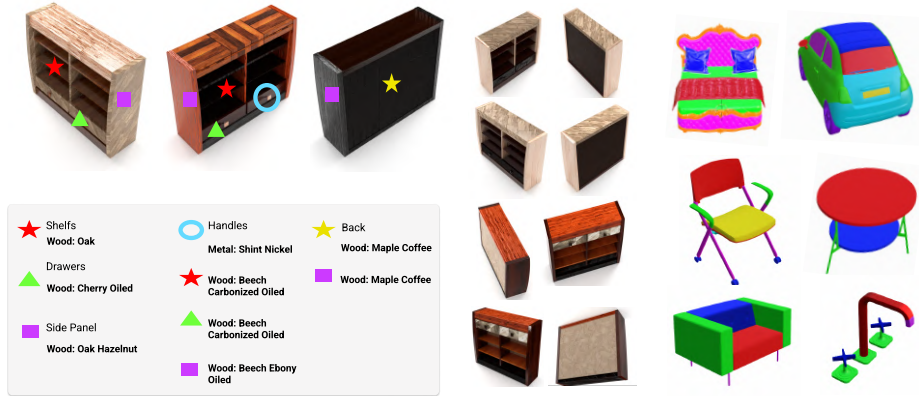 Shelfs
Wood: Oak
Drawers
Wood: Cherry Oiled
Side Panel
Wood: Oak Hazelnut
Handles
Metal: Shint Nickel
Wood: Beech
Carbonized Oiled
Wood: Beech
Carbonized Oiled
Wood: Beech Ebony
Oiled
Back
Wood: Maple Coffee
Wood: Maple Coffee